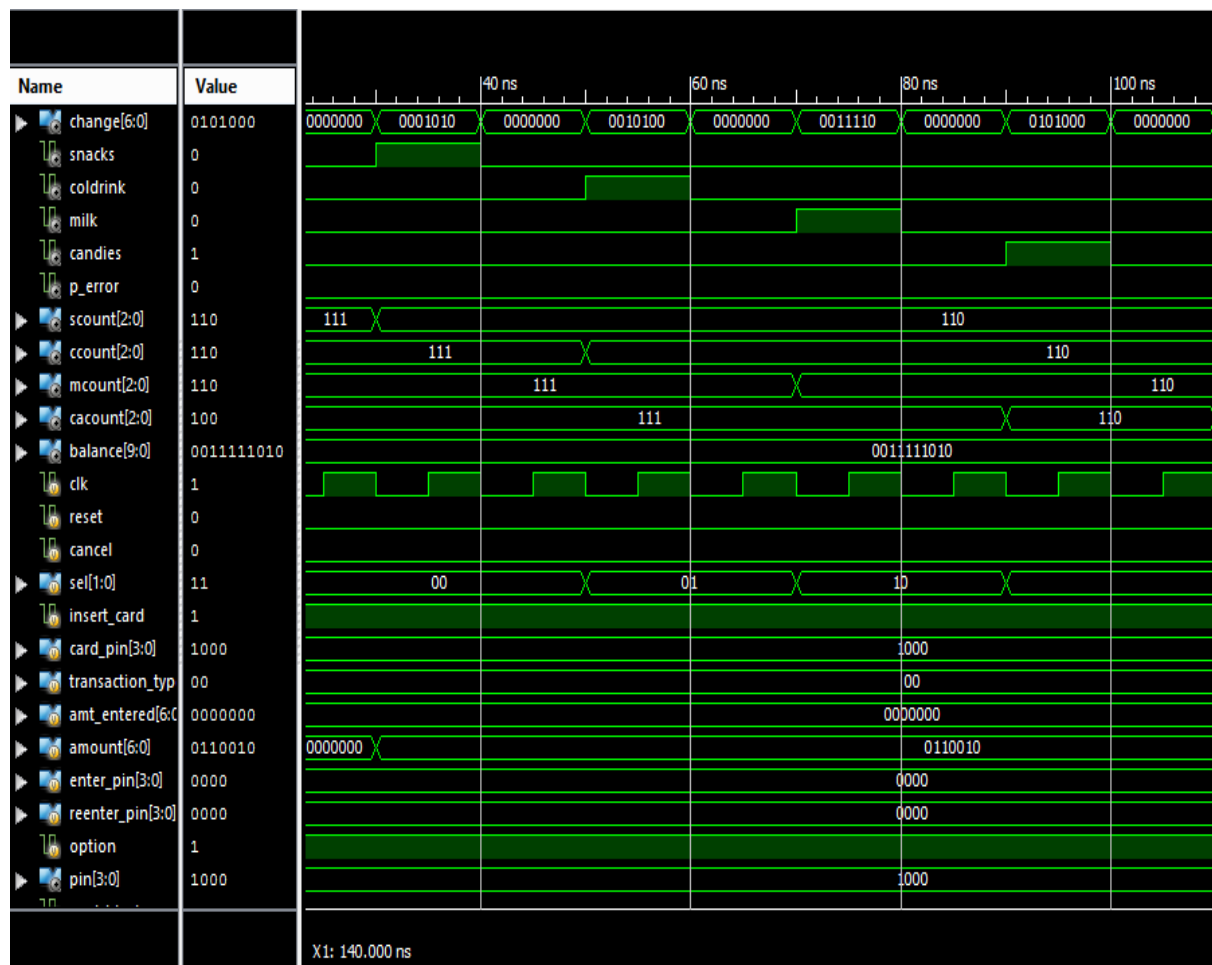 Name Value 40 ns 60 ns 80 ns 100 ns
change[6:0] 0101000 0000000 0001010 0000000 0010100 0000000 0011110 0000000 0101000 0000000
snacks 0
coldrink 0
milk 0
candies 1
p_error 0
scount[2:0] 110 111 110
ccount[2:0] 110 111 110
mcount[2:0] 110 111 110
cacount[2:0] 100 111 110
balance[9:0] 0011111010 0011111010
clk 1
reset 0
cancel 0
sel[1:0] 11 00 01 10
insert_card 1
card_pin[3:0] 1000 1000
transaction_typ 00 00
amt_entered[6:0 0000000 0000000
amount[6:0] 0110010 0000000 0110010
enter_pin[3:0] 0000 0000
reenter_pin[3:0] 0000 0000
option 1
pin[3:0] 1000 1000
X1: 140.000 ns